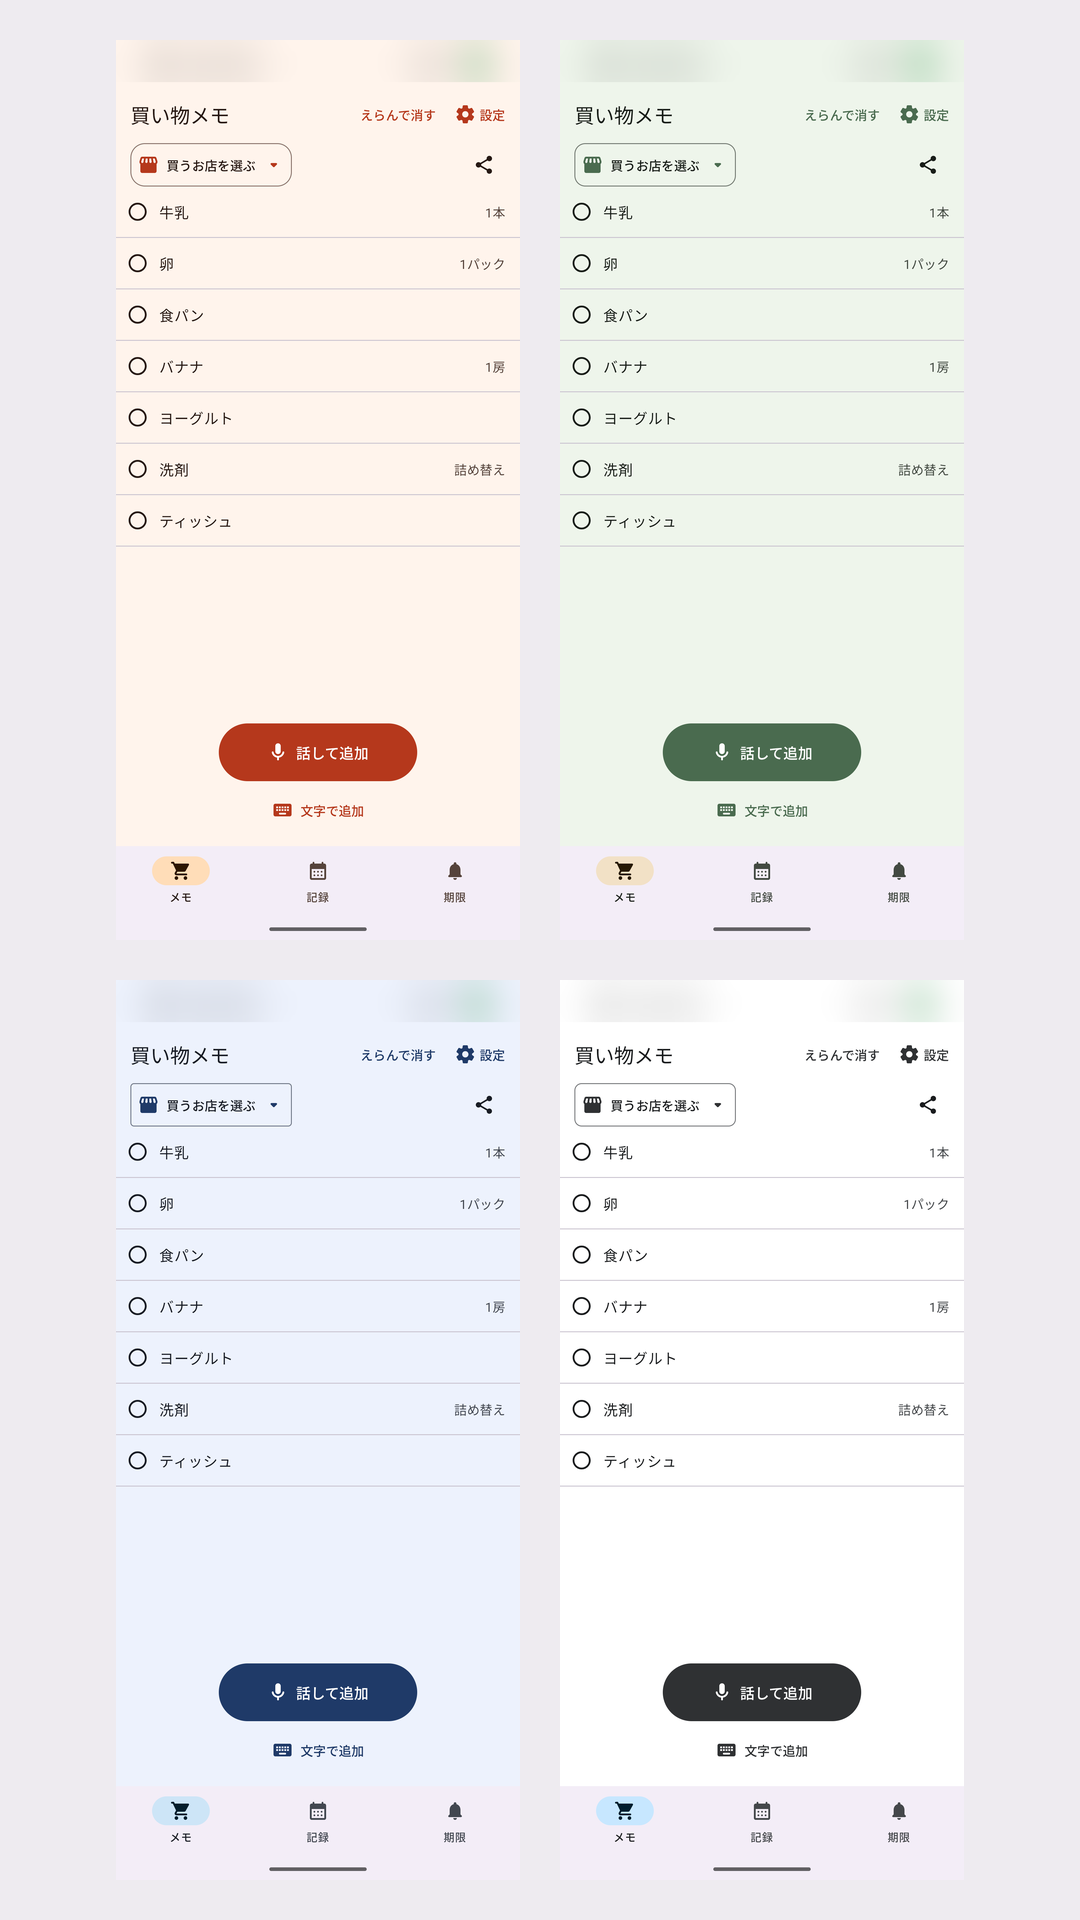 買い物メモ えらんで消す 設定
買うお店を選ぶ
牛乳 1本
卵 1パック
食パン
バナナ 1房
ヨーグルト
洗剤 詰め替え
ティッシュ
話して追加
文字で追加
メモ 記録 期限
買い物メモ えらんで消す 設定
買うお店を選ぶ
牛乳 1本
卵 1パック
食パン
バナナ 1房
ヨーグルト
洗剤 詰め替え
ティッシュ
話して追加
文字で追加
メモ 記録 期限
買い物メモ えらんで消す 設定
買うお店を選ぶ
牛乳 1本
卵 1パック
食パン
バナナ 1房
ヨーグルト
洗剤 詰め替え
ティッシュ
話して追加
文字で追加
メモ 記録 期限
買い物メモ えらんで消す 設定
買うお店を選ぶ
牛乳 1本
卵 1パック
食パン
バナナ 1房
ヨーグルト
洗剤 詰め替え
ティッシュ
話して追加
文字で追加
メモ 記録 期限